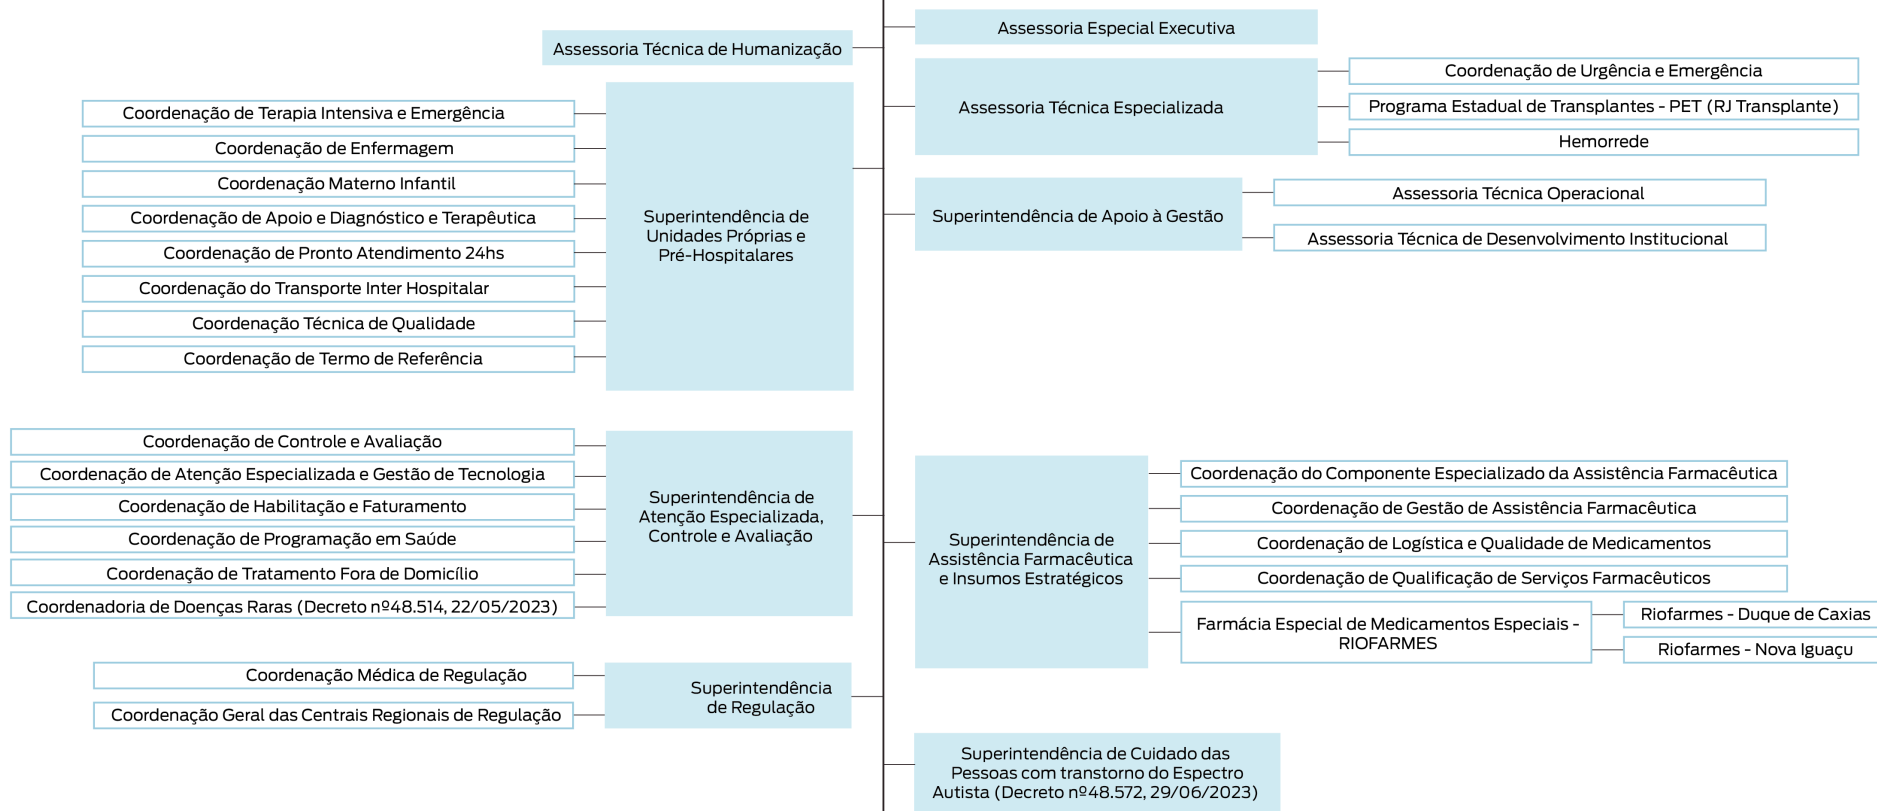 Assessoria Técnica de Humanização
Coordenação de Terapia Intensiva e Emergência
Coordenação de Enfermagem
Coordenação Materno Infantil
Coordenação de Apoio e Diagnóstico e Terapêutica
Coordenação de Pronto Atendimento 24hs
Coordenação do Transporte Inter Hospitalar
Coordenação Técnica de Qualidade
Coordenação de Termo de Referência
Superintendência de
Unidades Próprias e
Pré-Hospitalares
Coordenação de Controle e Avaliação
Coordenação de Atenção Especializada e Gestão de Tecnologia
Coordenação de Habilitação e Faturamento
Coordenação de Programação em Saúde
Coordenação de Tratamento Fora de Domicílio
Coordenadoria de Doenças Raras (Decreto nº48.514, 22/05/2023)
Superintendência de
Atenção Especializada,
Controle e Avaliação
Coordenação Médica de Regulação
Coordenação Geral das Centrais Regionais de Regulação
Superintendência
de Regulação
Assessoria Especial Executiva
Assessoria Técnica Especializada
Coordenação de Urgência e Emergência
Programa Estadual de Transplantes - PET (RJ Transplante)
Hemorrede
Superintendência de Apoio à Gestão
Assessoria Técnica Operacional
Assessoria Técnica de Desenvolvimento Institucional
Superintendência de
Assistência Farmacêutica
e Insumos Estratégicos
Coordenação do Componente Especializado da Assistência Farmacêutica
Coordenação de Gestão de Assistência Farmacêutica
Coordenação de Logística e Qualidade de Medicamentos
Coordenação de Qualificação de Serviços Farmacêuticos
Farmácia Especial de Medicamentos Especiais -
RIOFARMES
Riofarmes - Duque de Caxias
Riofarmes - Nova Iguaçu
Superintendência de Cuidado das
Pessoas com transtorno do Espectro
Autista (Decreto nº48.572, 29/06/2023)